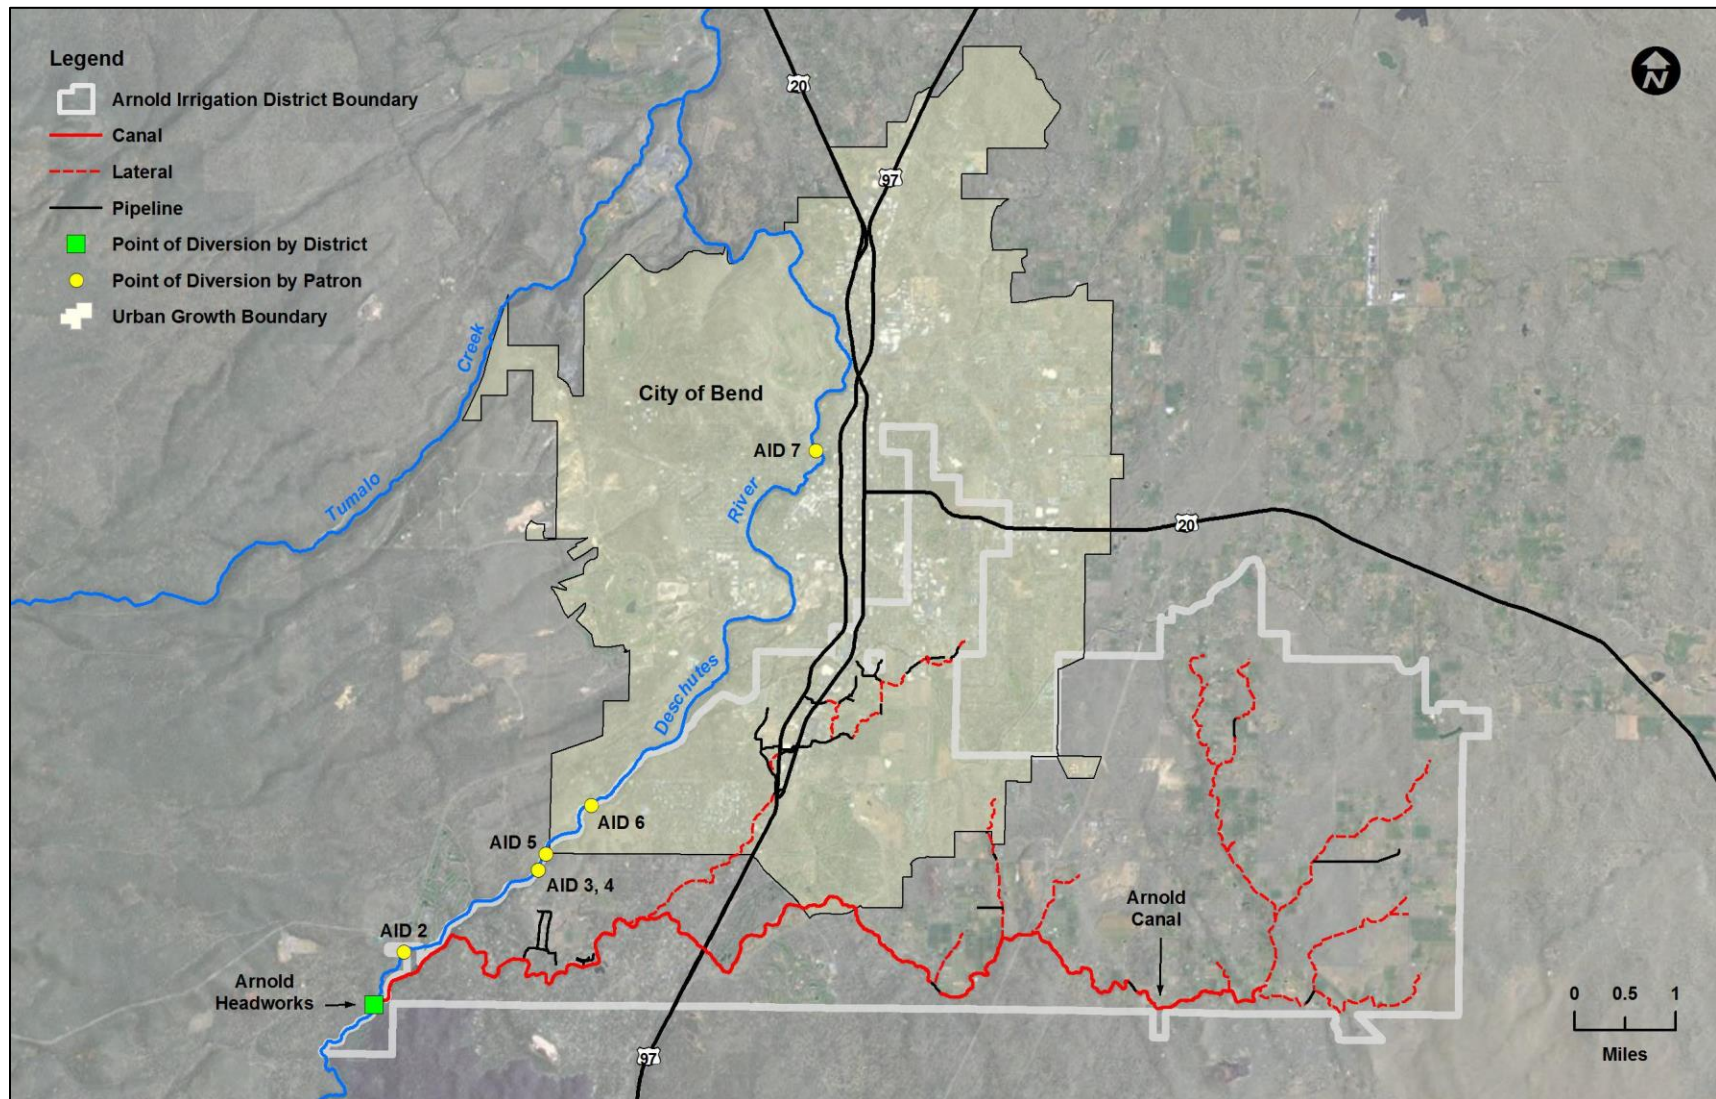 Legend
Arnold Irrigation District Boundary
Canal
Lateral
Pipeline
Point of Diversion by District
Point of Diversion by Patron
Urban Growth Boundary
N
20
97
Tumalo
Creek
City of Bend
AID 7
River
20
Deschutes
AID 6
AID 5
AID 3, 4
AID 2
Arnold
Headworks
Arnold
Canal
97
0 0.5 1
Miles